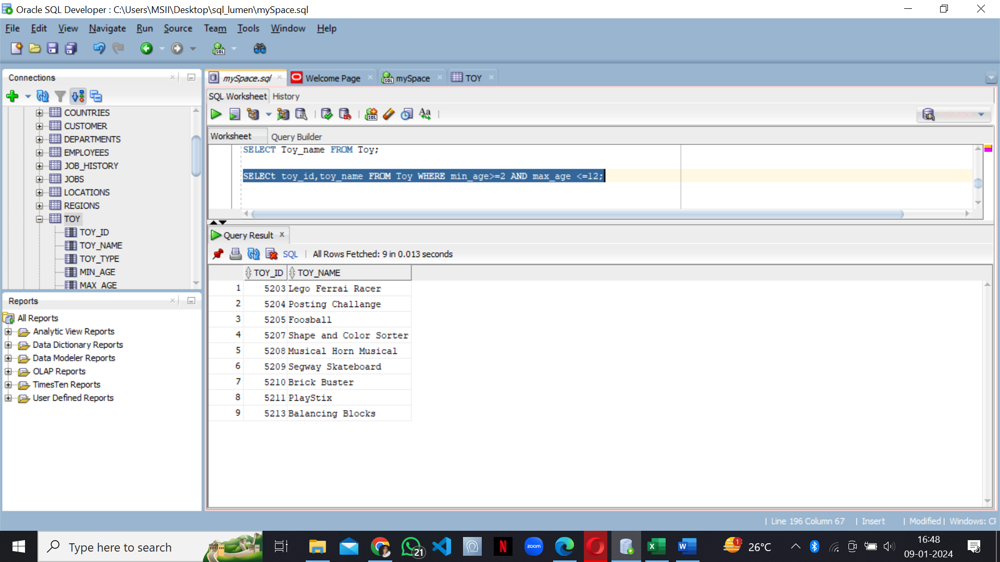 Oracle SQL Developer : C:\Users\MSII\Desktop\sql_lumen\mySpace.sql
File Edit View Navigate Run Source Team Tools Window Help
Connections
COUNTRIES
CUSTOMER
DEPARTMENTS
EMPLOYEES
JOB_HISTORY
JOBS
LOCATIONS
REGIONS
TOY
TOY_ID
TOY_NAME
TOY_TYPE
MIN_AGE
MAX_AGE
Reports
All Reports
Analytic View Reports
Data Dictionary Reports
Data Modeler Reports
OLAP Reports
TimesTen Reports
User Defined Reports
mySpace.sql Welcome Page mySpace TOY
SQL Worksheet History
Worksheet Query Builder
SELECT Toy_name FROM Toy;
SELECt toy_id,toy_name FROM Toy WHERE min_age>=2 AND max_age <=12;
Query Result
SQL | All Rows Fetched: 9 in 0.013 seconds
TOY_ID TOY_NAME
1 5203 Lego Ferrai Racer
2 5204 Posting Challange
3 5205 Foosball
4 5207 Shape and Color Sorter
5 5208 Musical Horn Musical
6 5209 Segway Skateboard
7 5210 Brick Buster
8 5211 PlayStix
9 5213 Balancing Blocks
| Line 196 Column 67 | Insert | Modified | Windows: CF
Type here to search
21
zoom
1
26°C
16:48
09-01-2024